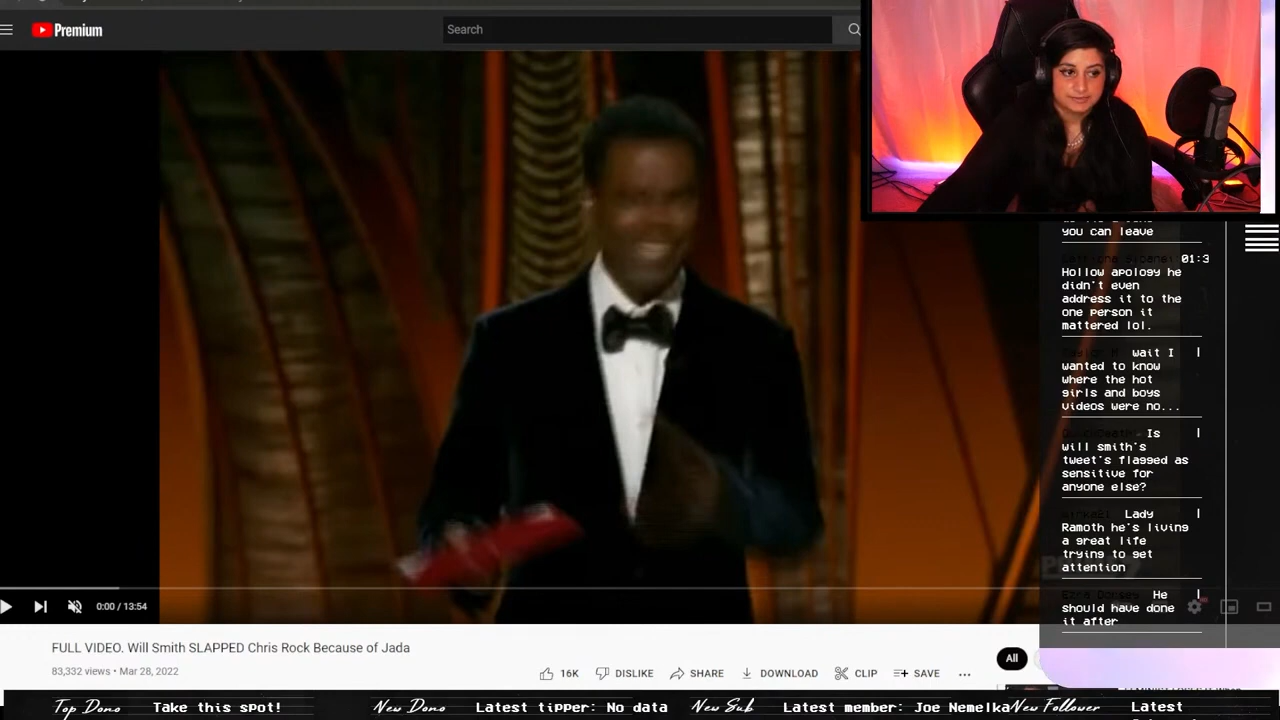 Premium
Search
you can leave
01:3
Hollow apology he
didn't even
address it to the
one person it
mattered lol.
wait I
wanted to know
where the hot
girls and boys
videos were no...
Is
will smith's
tweet's flagged as
sensitive for
anyone else?
Lady
Ramoth he's living
a great life
trying to get
attention
Ezra Dousey He
should have done
it after
0:00 / 13:54
FULL VIDEO. Will Smith SLAPPED Chris Rock Because of Jada
83,332 views • Mar 28, 2022
16K
DISLIKE
SHARE
DOWNLOAD
CLIP
SAVE
All
Top Dono
Take this spot!
New Dono
Latest tipper: No data
New Sub
Latest member: Joe Nemelka
New Follower
Latest